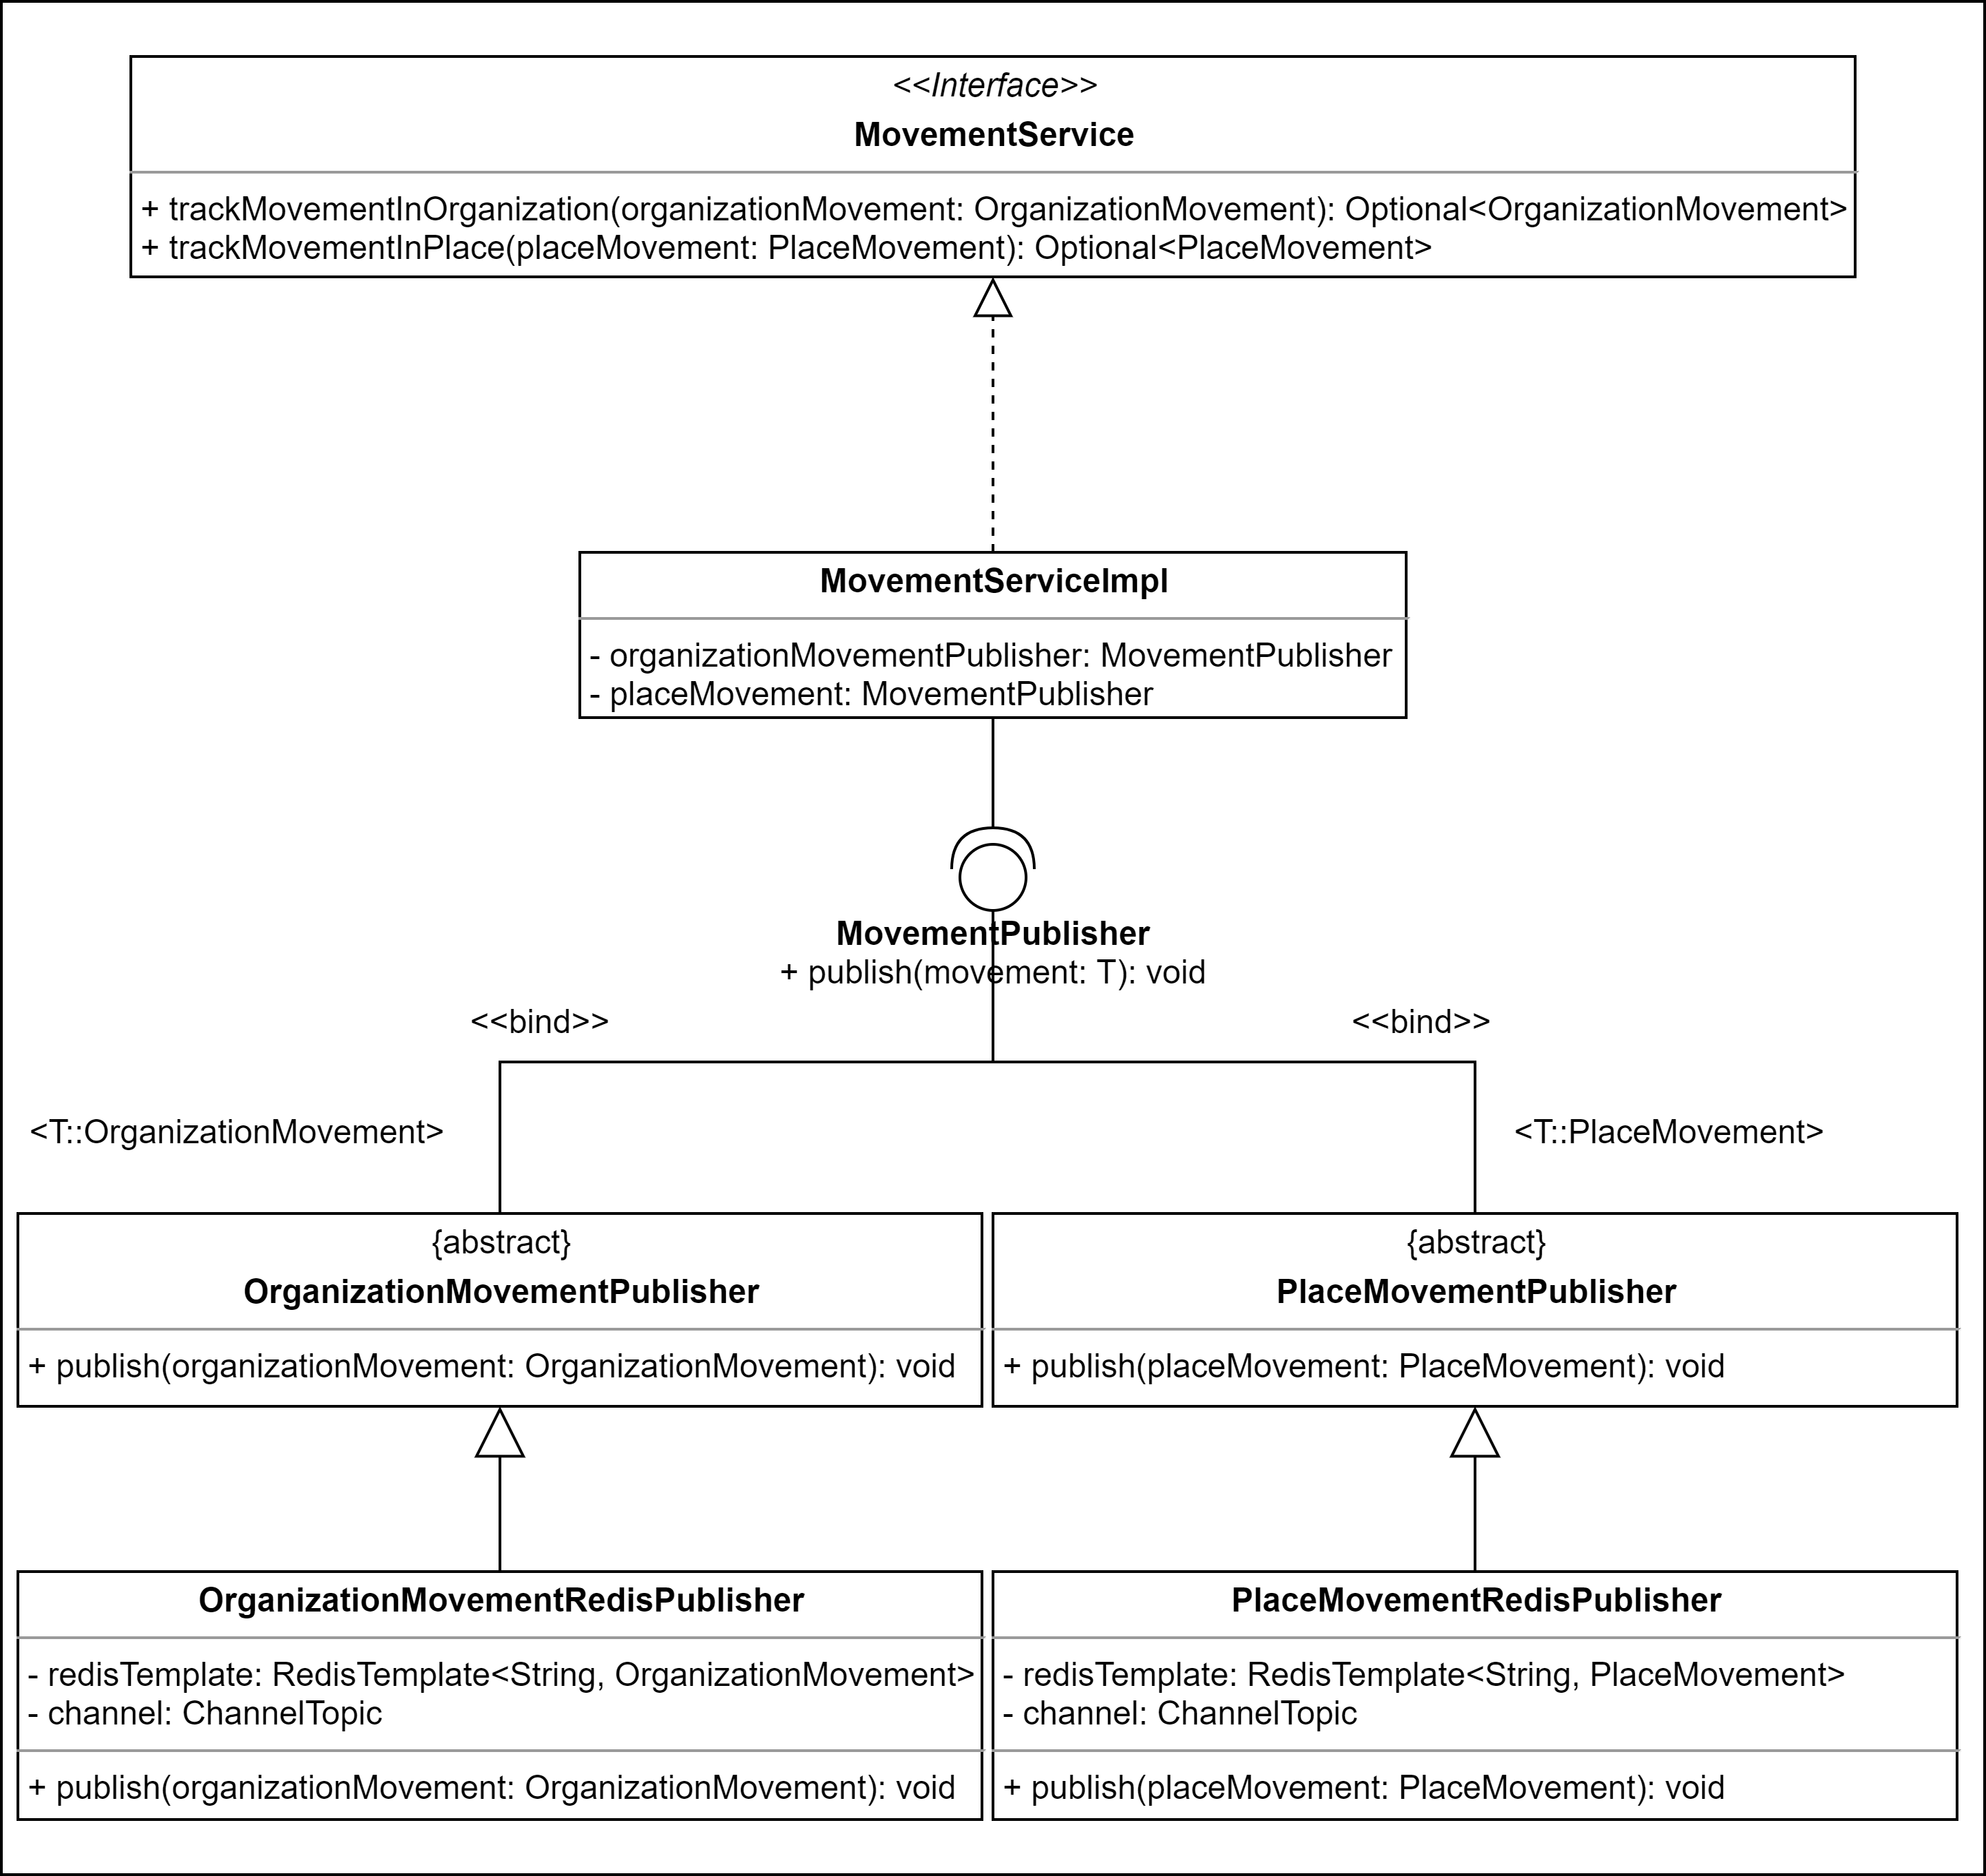 <<Interface>>
MovementService
+ trackMovementInOrganization(organizationMovement: OrganizationMovement): Optional<OrganizationMovement>
+ trackMovementInPlace(placeMovement: PlaceMovement): Optional<PlaceMovement>
MovementServiceImpl
- organizationMovementPublisher: MovementPublisher
- placeMovement: MovementPublisher
MovementPublisher
+ publish(movement: T): void
<<bind>>
<<bind>>
<T::OrganizationMovement>
<T::PlaceMovement>
{abstract}
OrganizationMovementPublisher
+ publish(organizationMovement: OrganizationMovement): void
{abstract}
PlaceMovementPublisher
+ publish(placeMovement: PlaceMovement): void
OrganizationMovementRedisPublisher
- redisTemplate: RedisTemplate<String, OrganizationMovement>
- channel: ChannelTopic
+ publish(organizationMovement: OrganizationMovement): void
PlaceMovementRedisPublisher
- redisTemplate: RedisTemplate<String, PlaceMovement>
- channel: ChannelTopic
+ publish(placeMovement: PlaceMovement): void